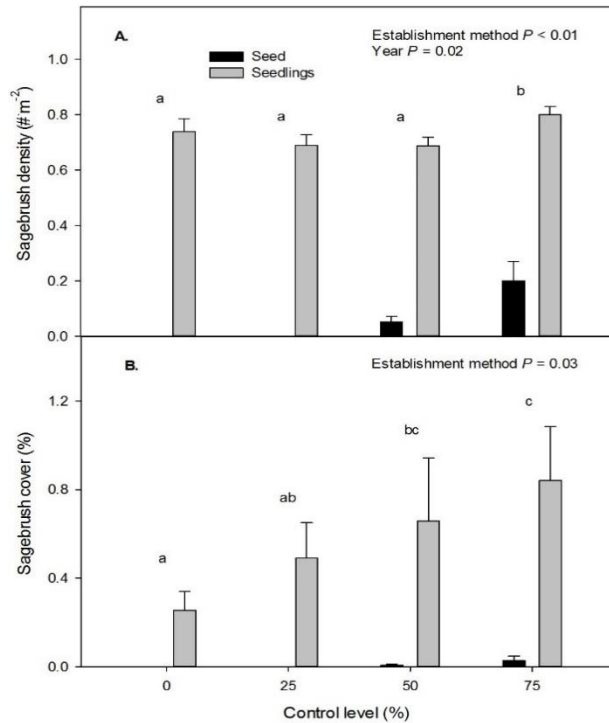 A.
Establishment method P < 0.01
Year P = 0.02
Seed
Seedlings
Sagebrush density (#·m-2)
1.0
0.8
0.6
0.4
0.2
0.0
a
a
a
b
B.
Establishment method P = 0.03
Sagebrush cover (%)
1.2
0.8
0.4
0.0
a
ab
bc
c
0
25
50
75
Control level (%)